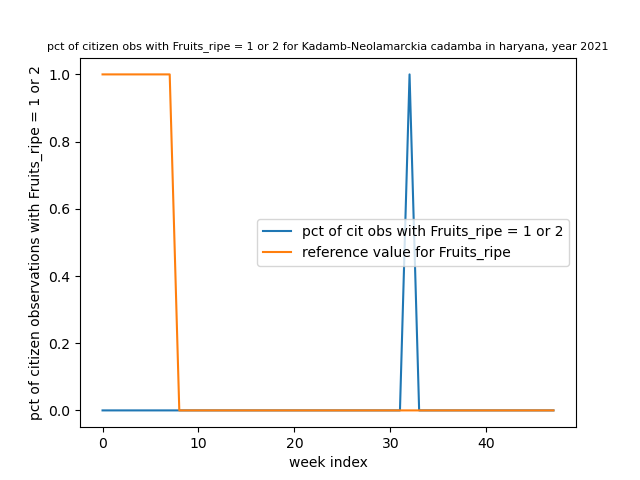 pct of citizen obs with Fruits_ripe = 1 or 2 for Kadamb-Neolamarckia cadamba in haryana, year 2021
pct of citizen observations with Fruits_ripe = 1 or 2
1.0
0.8
0.6
0.4
0.2
0.0
pct of cit obs with Fruits_ripe = 1 or 2
reference value for Fruits_ripe
0 10 20 30 40
week index